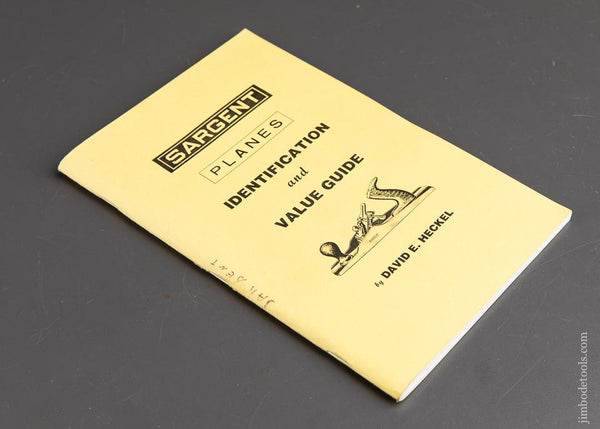 SARGENT
PLANES
IDENTIFICATION
and
VALUE GUIDE
by DAVID E. HECKEL
jimbodetools.com